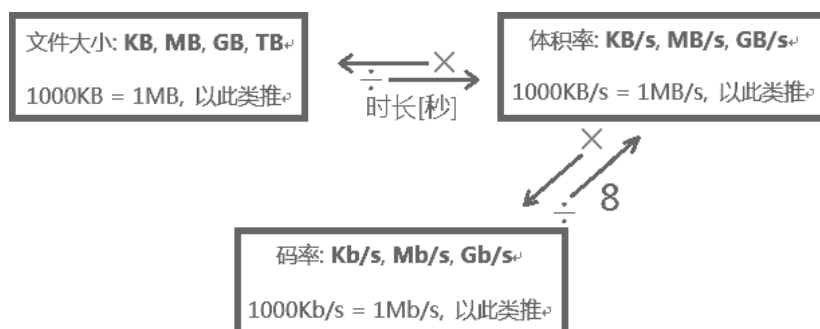 文件大小: KB, MB, GB, TB↵
1000KB = 1MB, 以此类推↵
× 
÷
时长[秒]
体积率: KB/s, MB/s, GB/s↵
1000KB/s = 1MB/s, 以此类推↵
×
÷ 8
码率: Kb/s, Mb/s, Gb/s↵
1000Kb/s = 1Mb/s, 以此类推↵